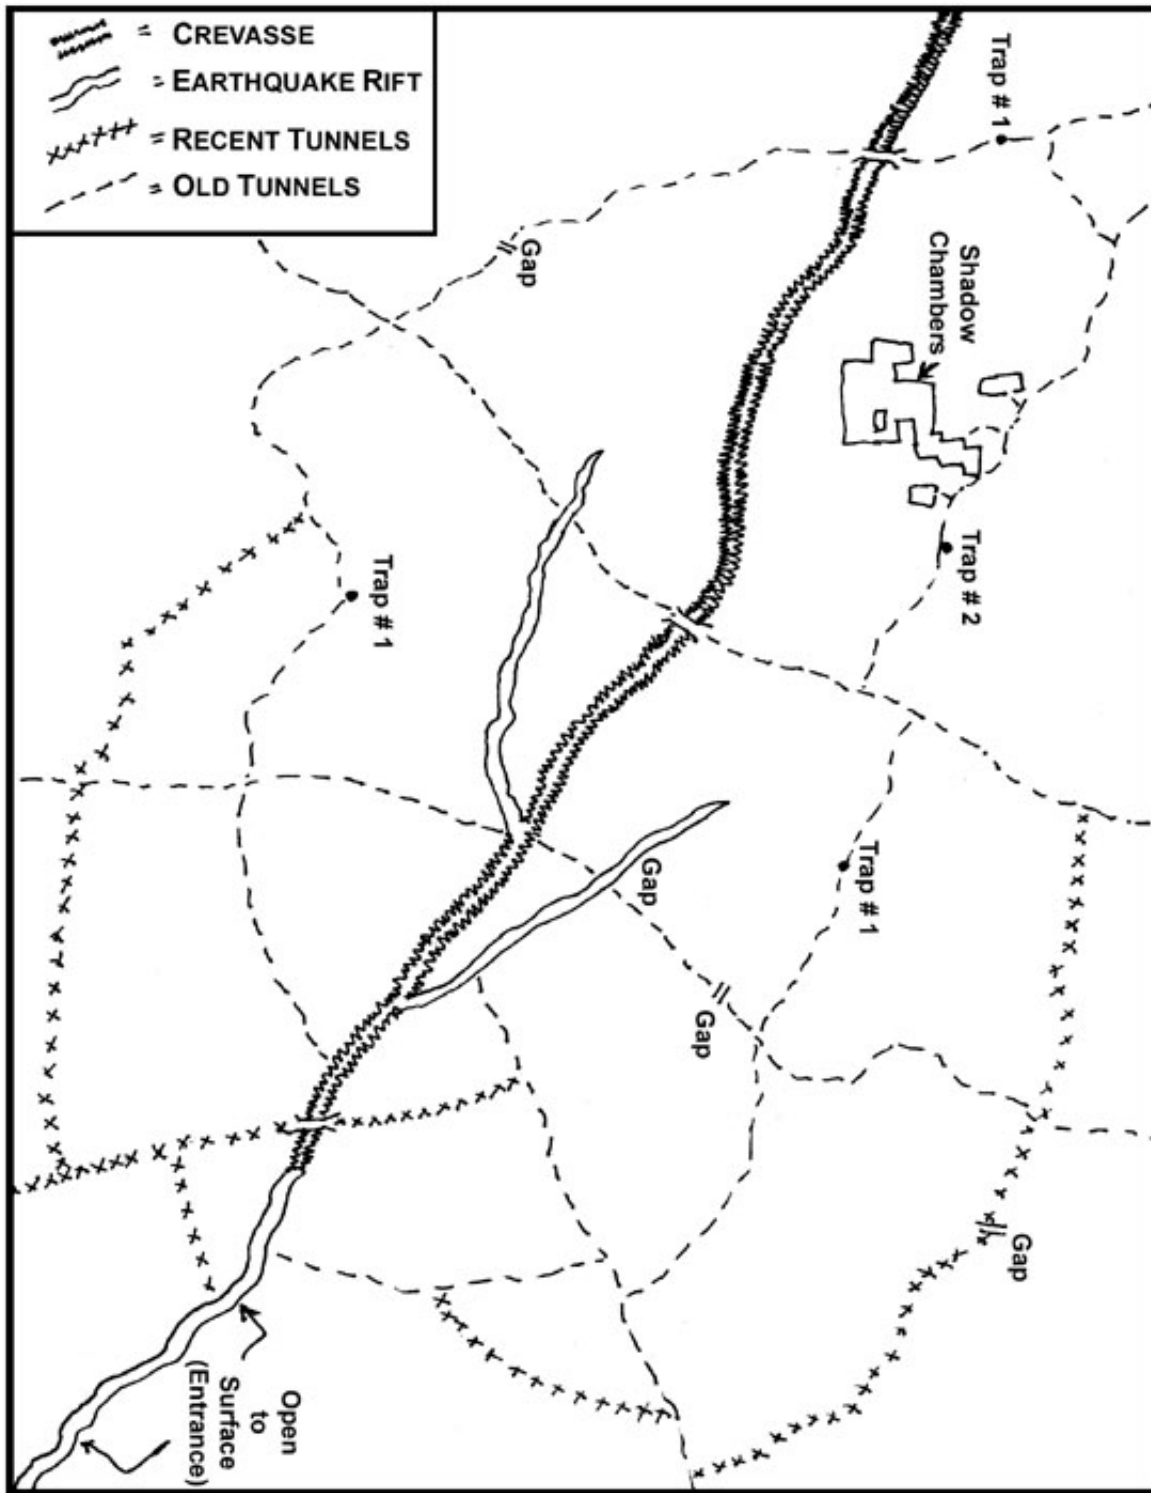 = CREVASSE
= EARTHQUAKE RIFT
= RECENT TUNNELS
= OLD TUNNELS
Trap # 1
Gap
Shadow
Chambers
Trap # 2
Trap # 1
Gap
Trap # 1
Gap
Gap
Open
to
Surface
(Entrance)